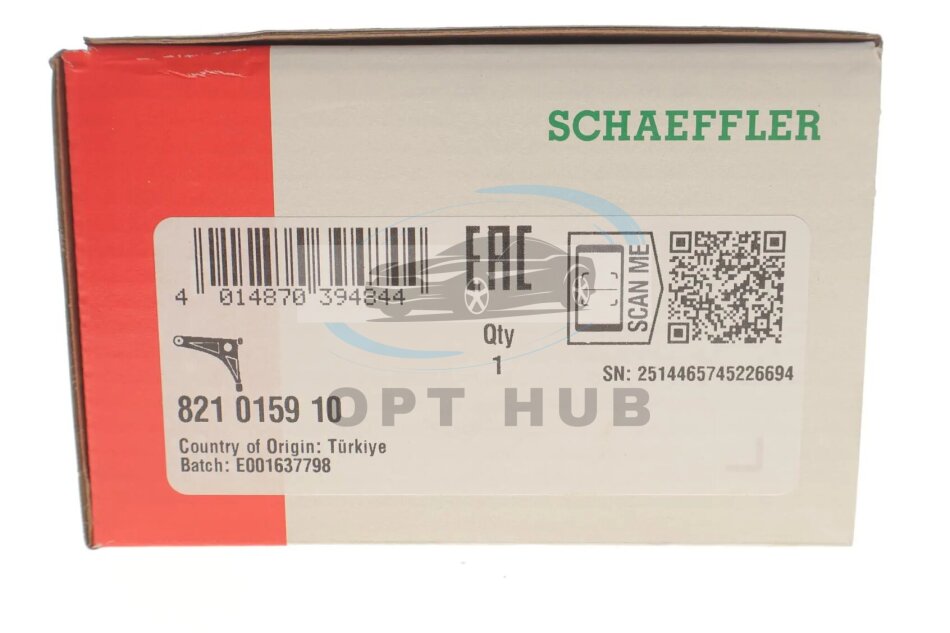 SCHAEFFLER
EAC
SCAN ME
4 014870 394844
Qty
1
SN: 2514465745226694
821 0159 10
OPT HUB
Country of Origin: Türkiye
Batch: E001637798